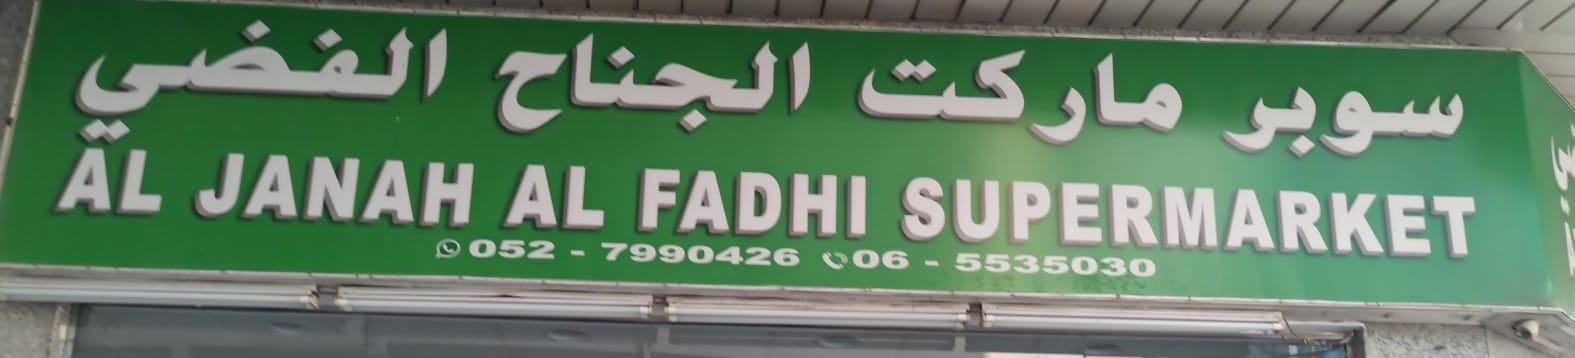 سوبر ماركت الجناح الفضي
AL JANAH AL FADHI SUPERMARKET
052 - 7990426 06 - 5535030